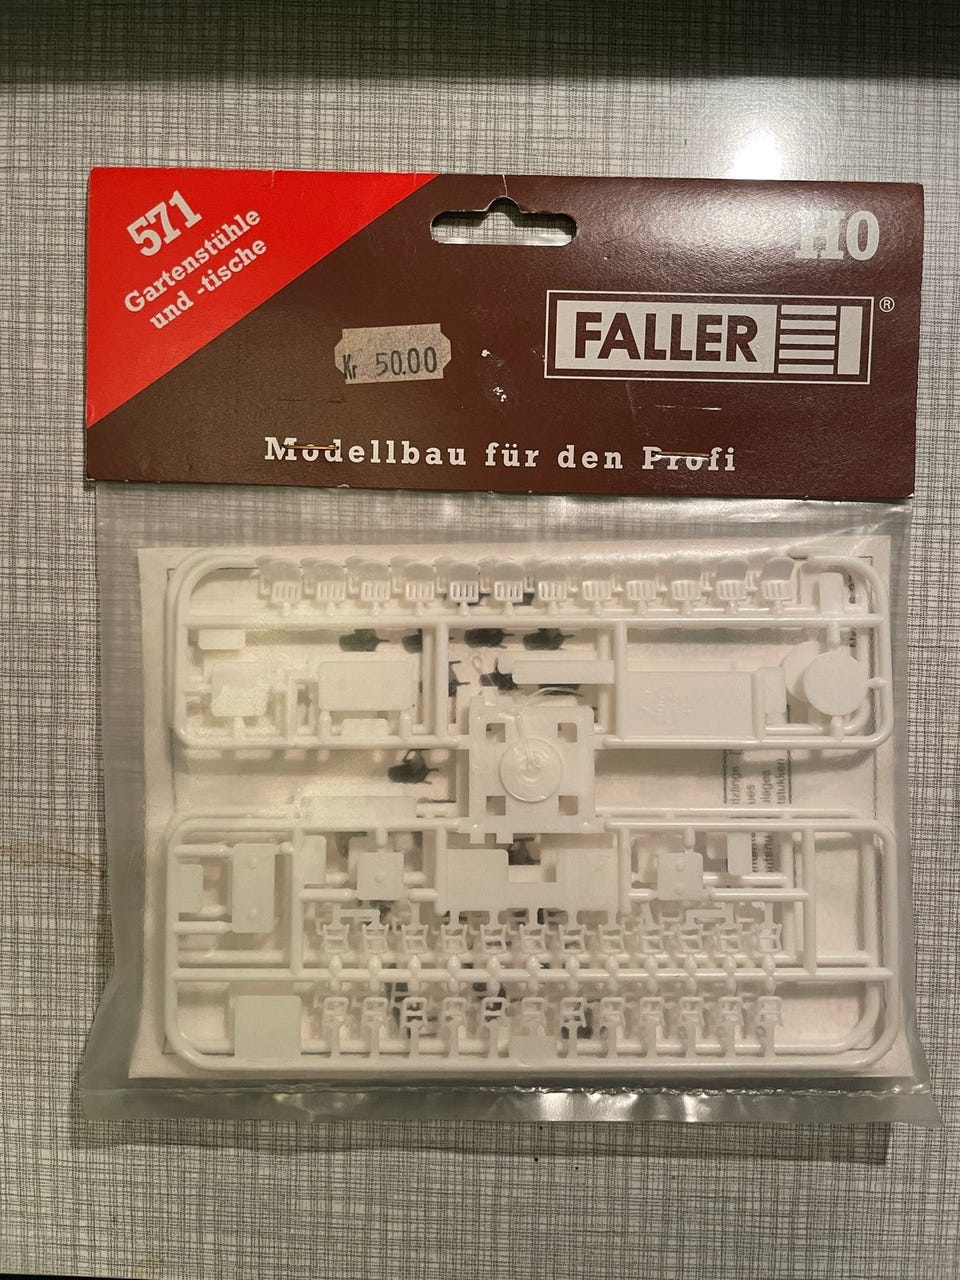 571
Gartenstühle
und -tische
H0
FALLER
®
Kr 50.00
Modellbau für den Profi